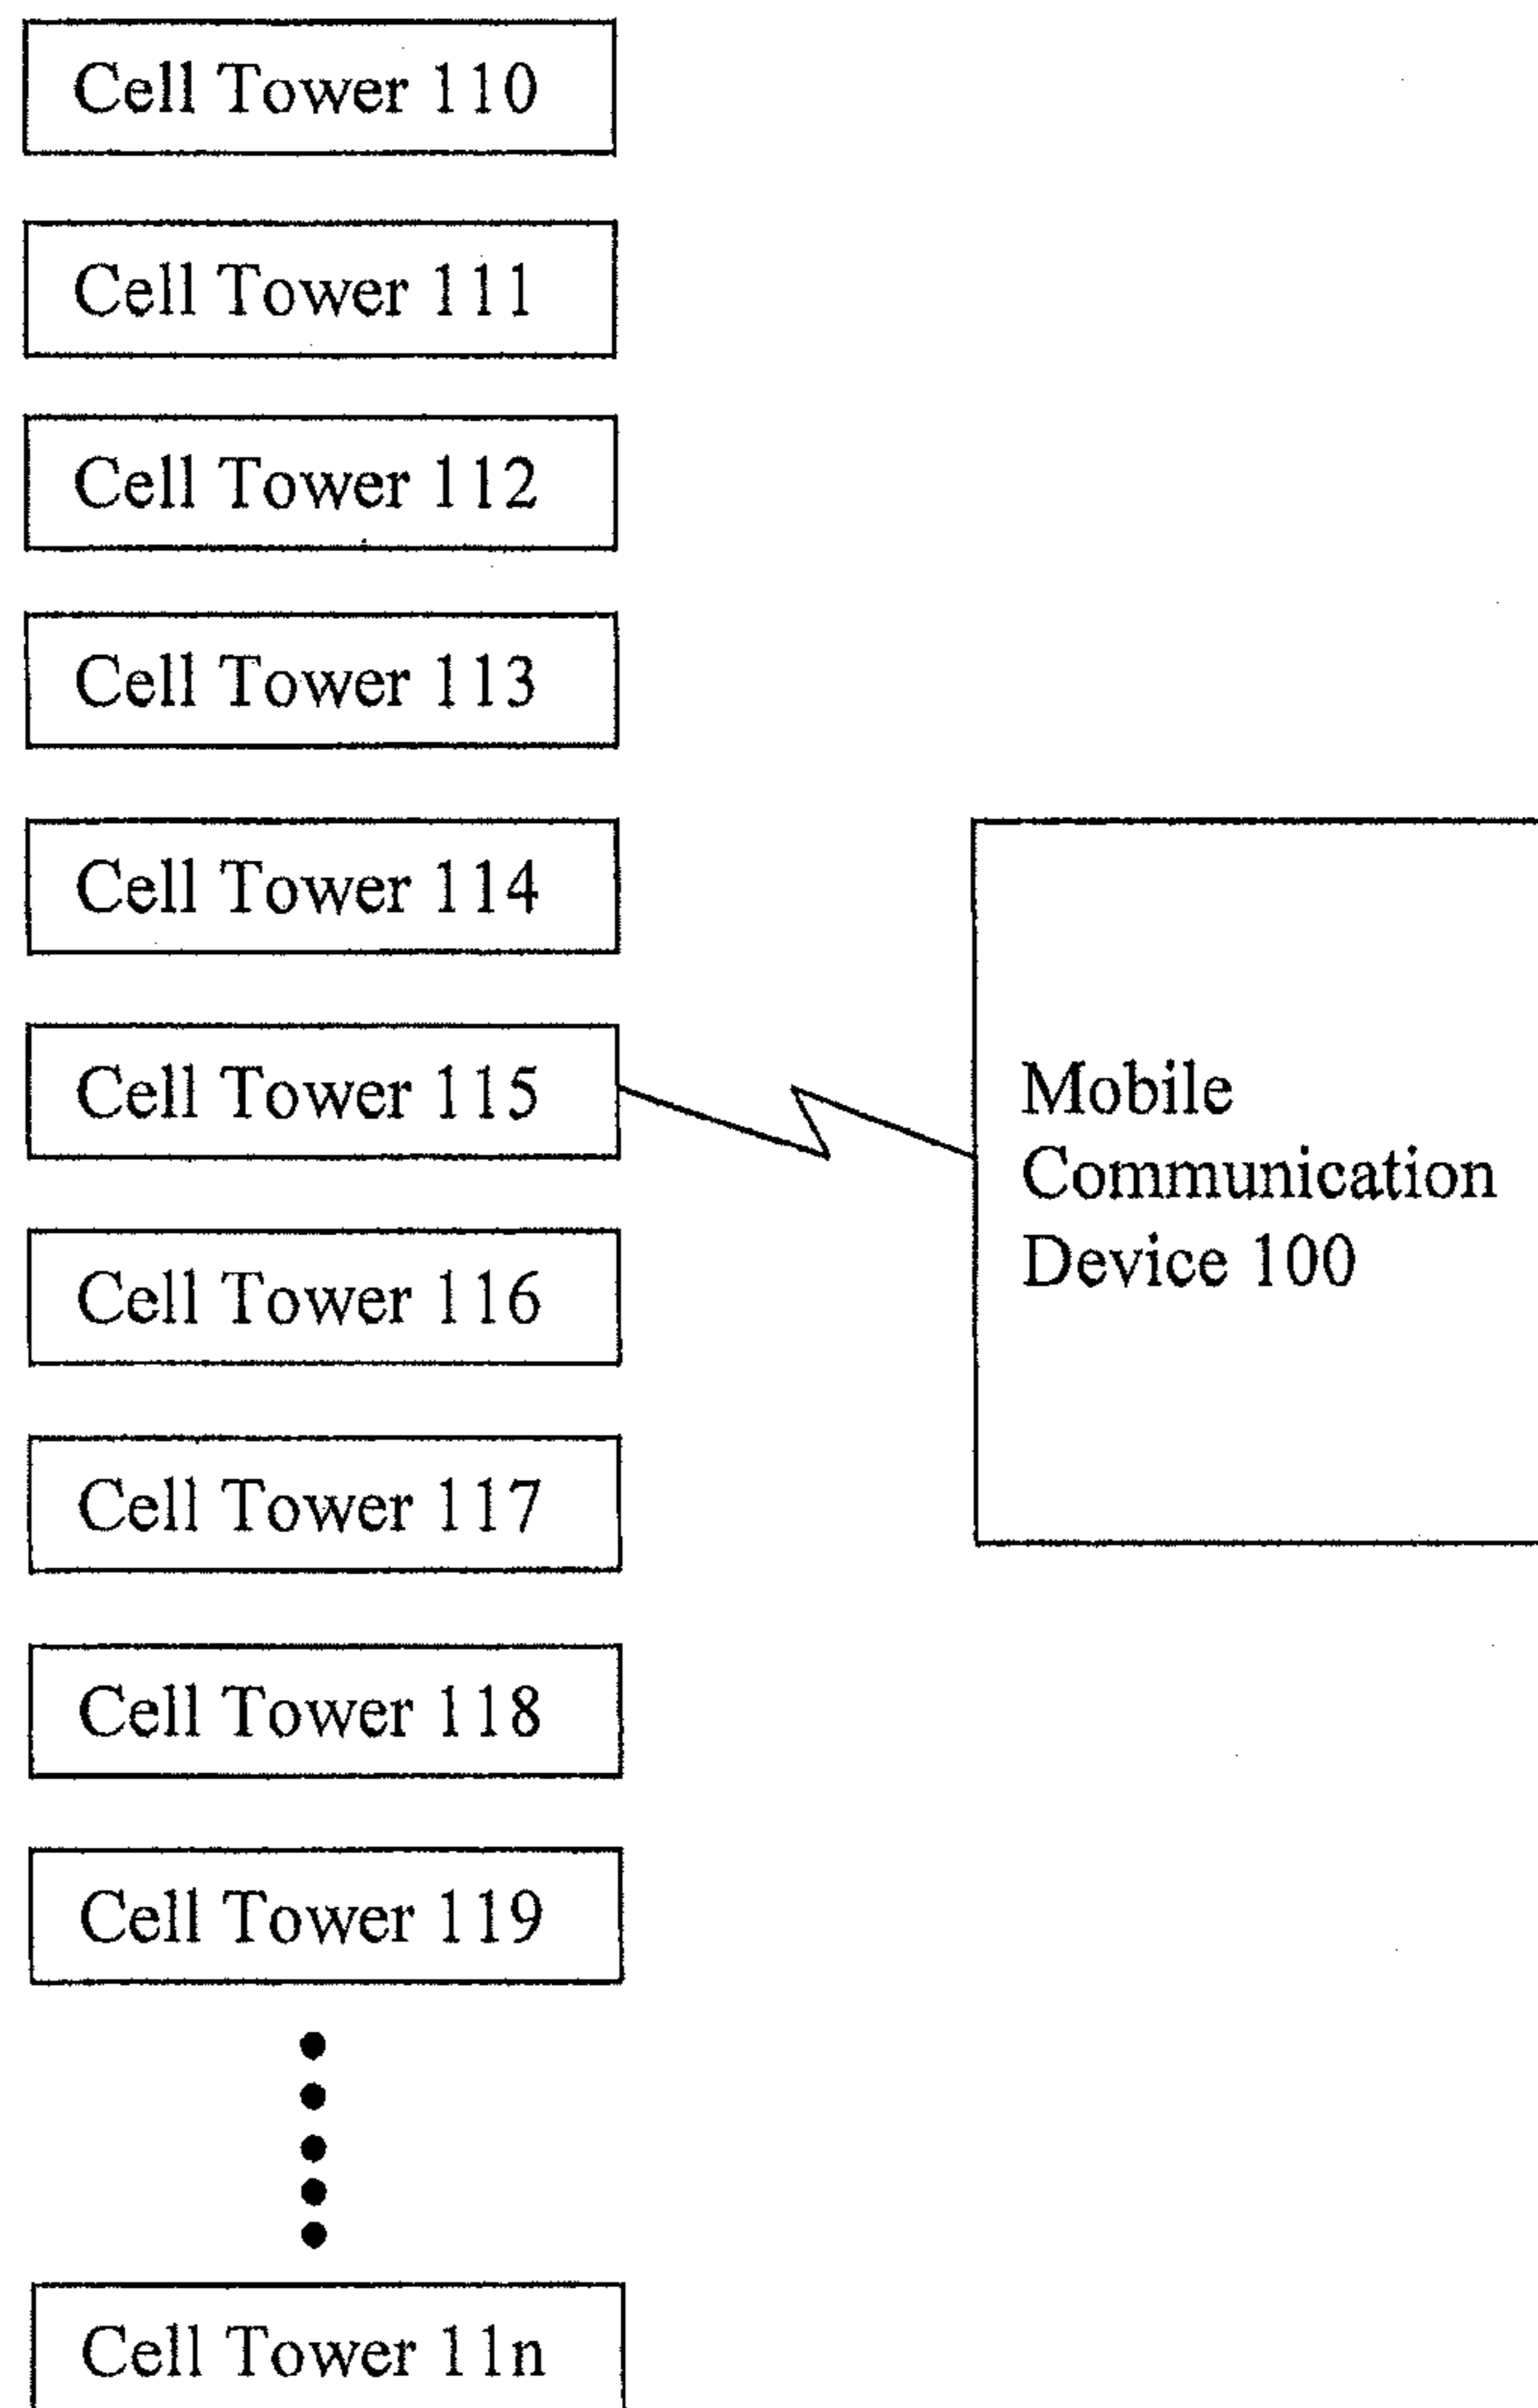 Cell Tower 110
Cell Tower 111
Cell Tower 112
Cell Tower 113
Cell Tower 114
Cell Tower 115
Mobile
Communication
Device 100
Cell Tower 116
Cell Tower 117
Cell Tower 118
Cell Tower 119
Cell Tower 11n